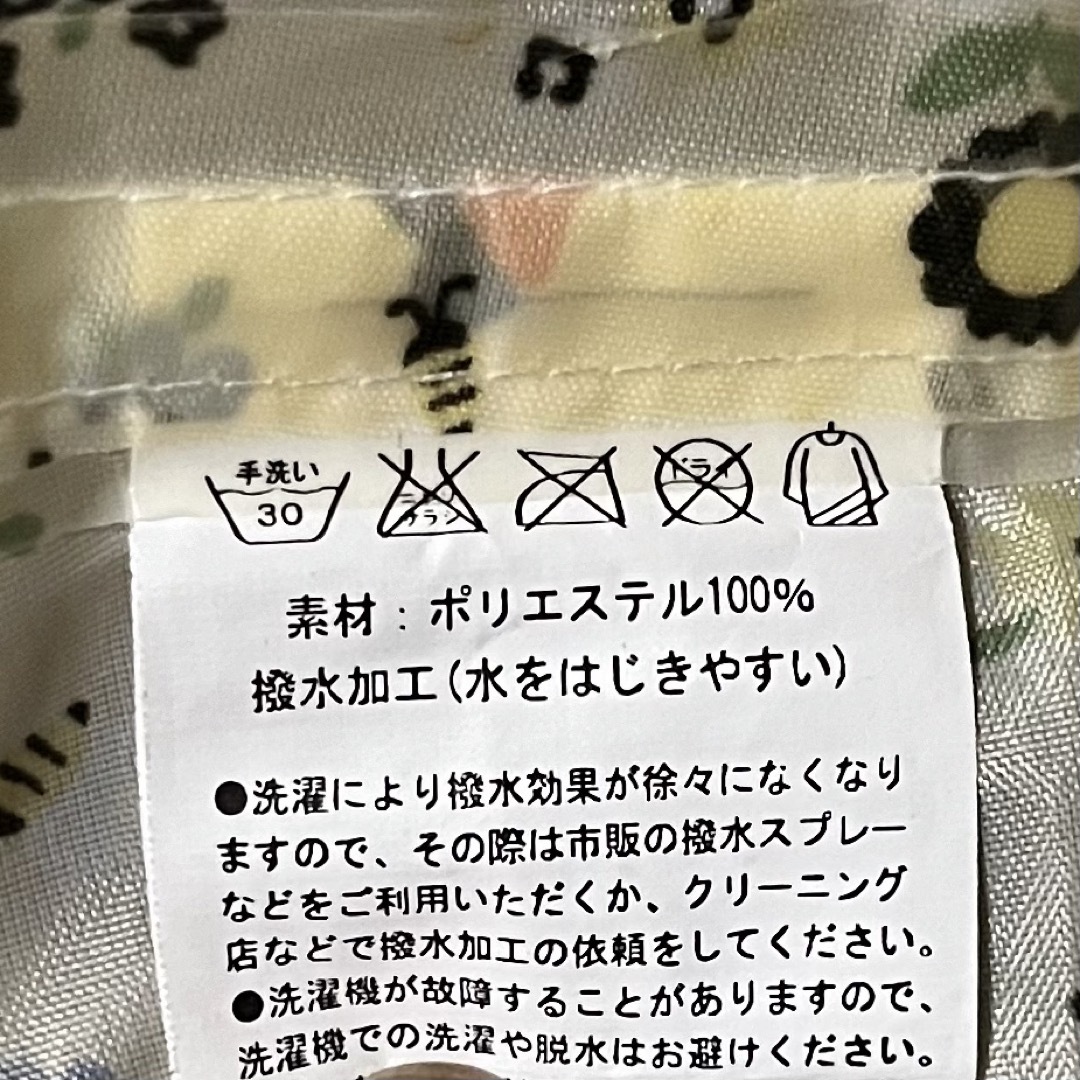 手洗い
30
エンソ
サラシ
ドライ
素材：ポリエステル100%
撥水加工(水をはじきやすい)
●洗濯により撥水効果が徐々になくなり
ますので、その際は市販の撥水スプレー
などをご利用いただくか、クリーニング
店などで撥水加工の依頼をしてください。
●洗濯機が故障することがありますので、
洗濯機での洗濯や脱水はお避けください。